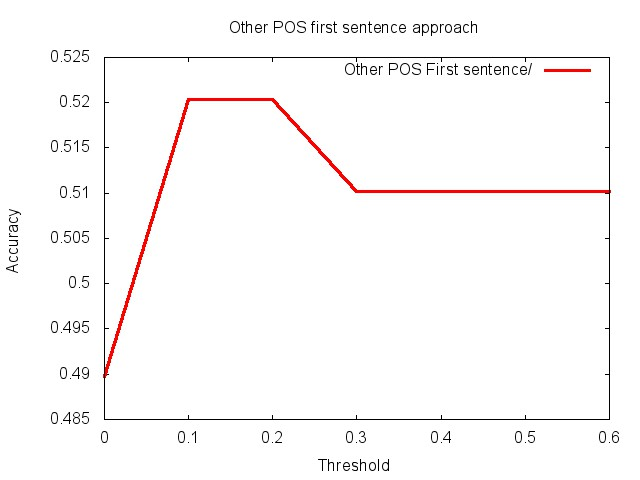 Other POS first sentence approach
0.525
Other POS First sentence/
0.52
0.515
0.51
0.505
0.5
0.495
0.49
0.485
Accuracy
0 0.1 0.2 0.3 0.4 0.5 0.6
Threshold